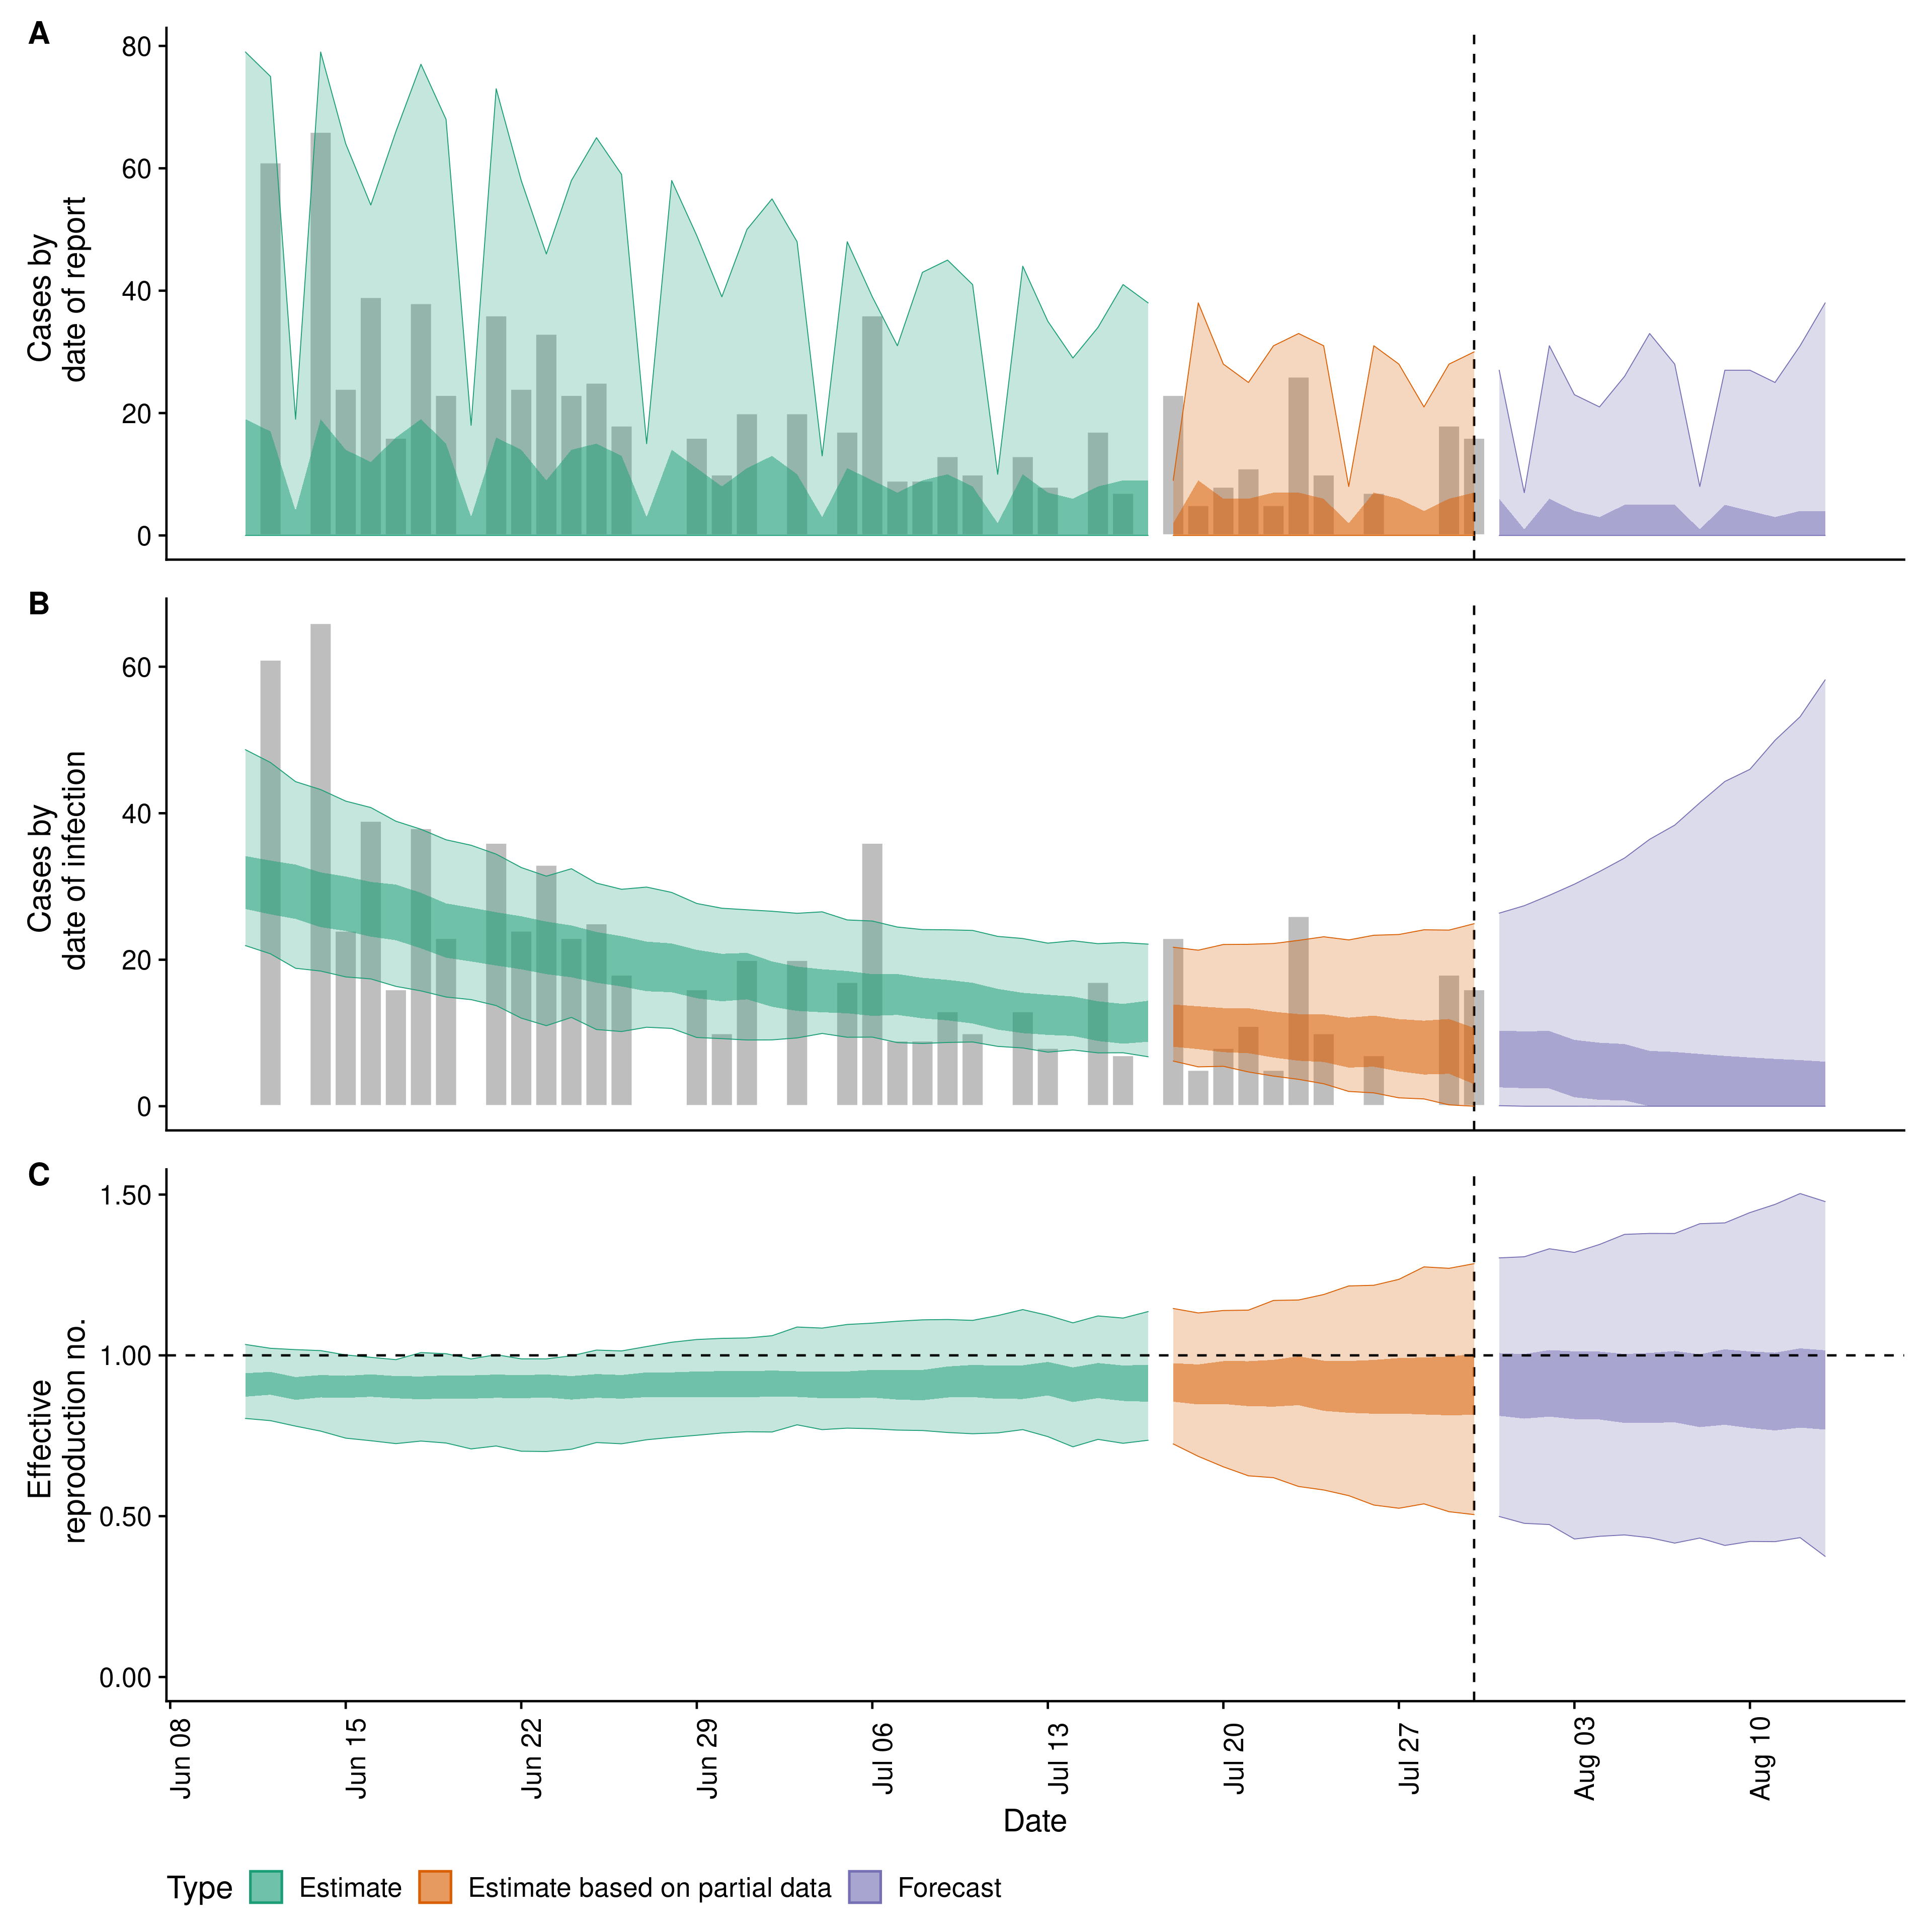 A
80
60
40
20
0
Cases by
date of report
B
60
40
20
0
Cases by
date of infection
C
1.50
1.00
0.50
0.00
Effective
reproduction no.
Jun 08
Jun 15
Jun 22
Jun 29
Jul 06
Jul 13
Jul 20
Jul 27
Aug 03
Aug 10
Date
Type Estimate Estimate based on partial data Forecast